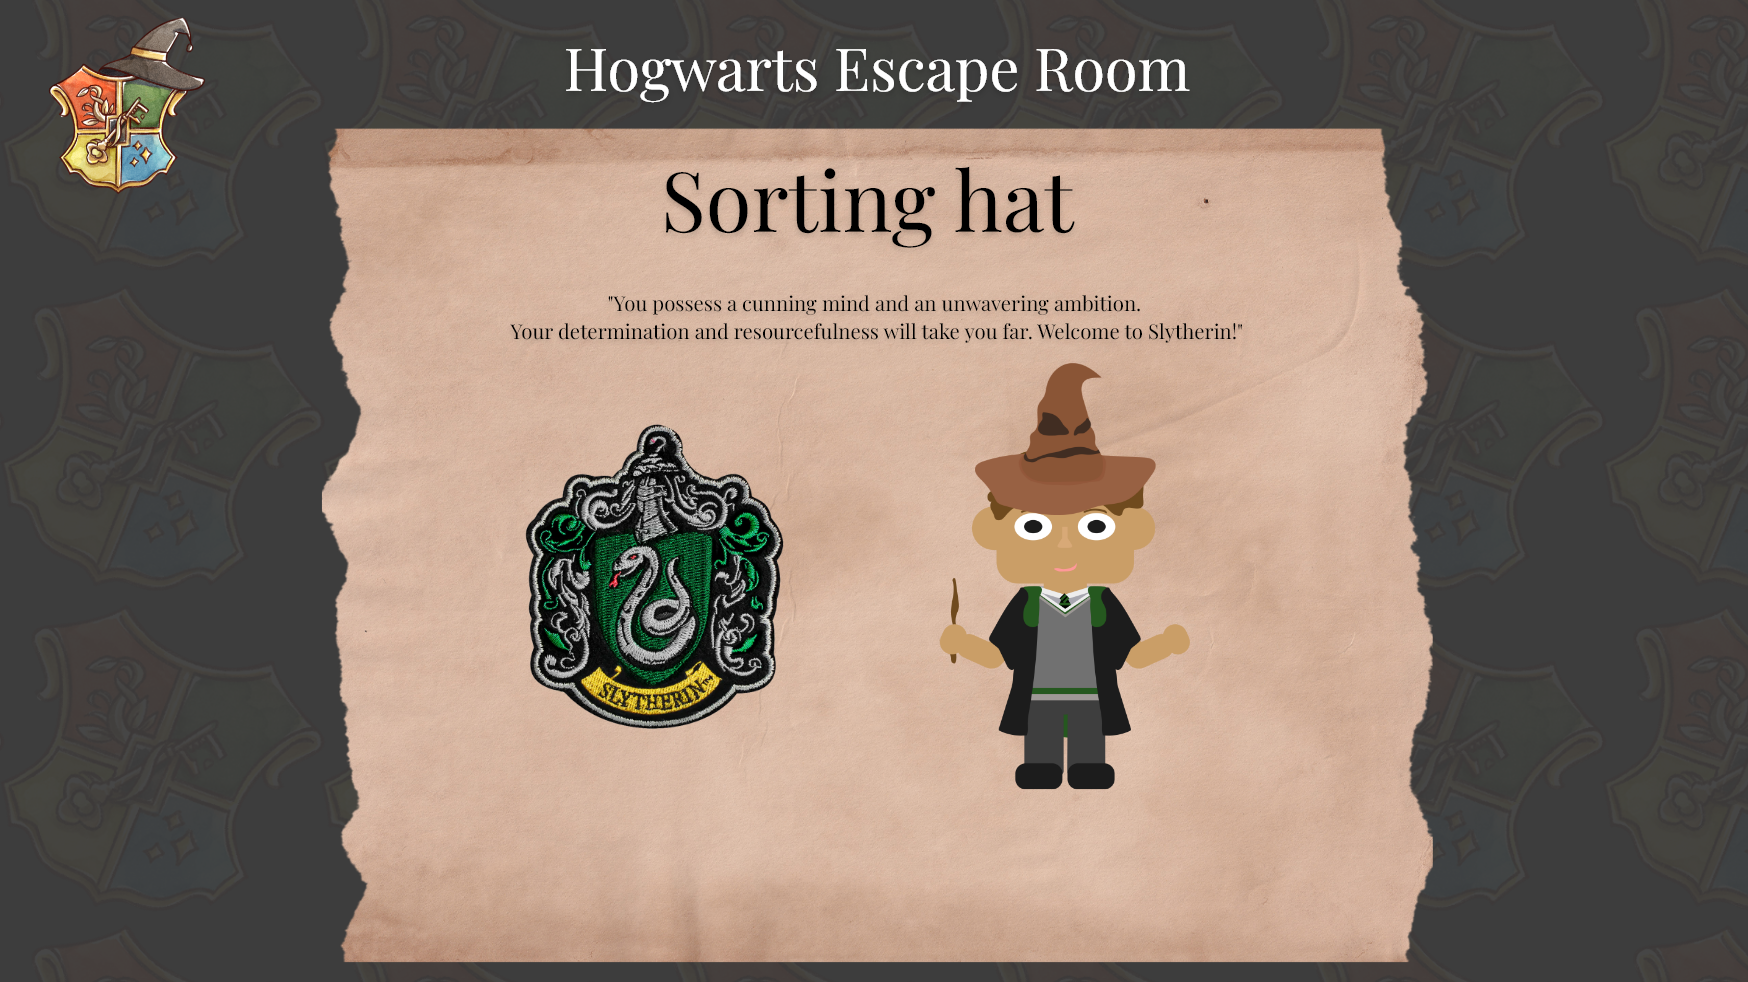 Hogwarts Escape Room
Sorting hat
"You possess a cunning mind and an unwavering ambition.
Your determination and resourcefulness will take you far. Welcome to Slytherin!"
SLYTHERIN™